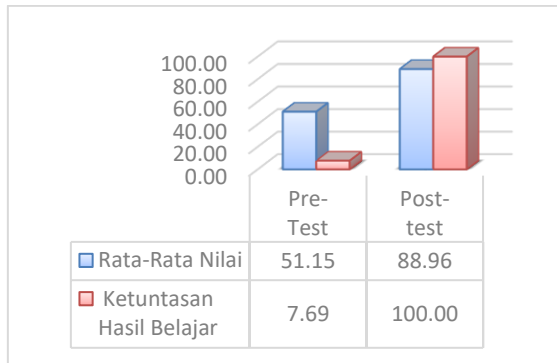 100.00
80.00
60.00
40.00
20.00
0.00
Pre-
Test
Post-
test
Rata-Rata Nilai 51.15 88.96
Ketuntasan
Hasil Belajar 7.69 100.00